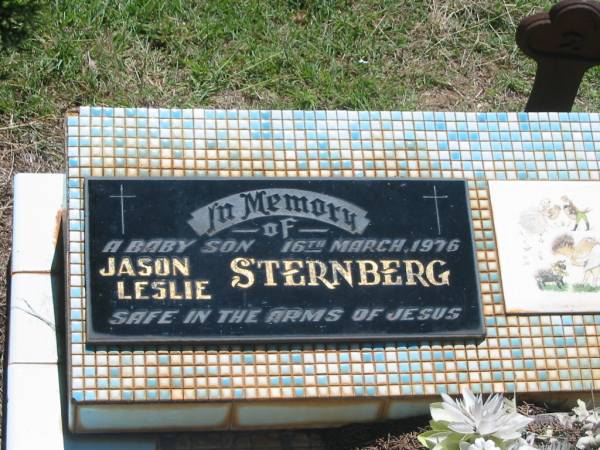 In Memory
OF
A BABY SON 16TH MARCH, 1976
JASON LESLIE STERNBERG
SAFE IN THE ARMS OF JESUS